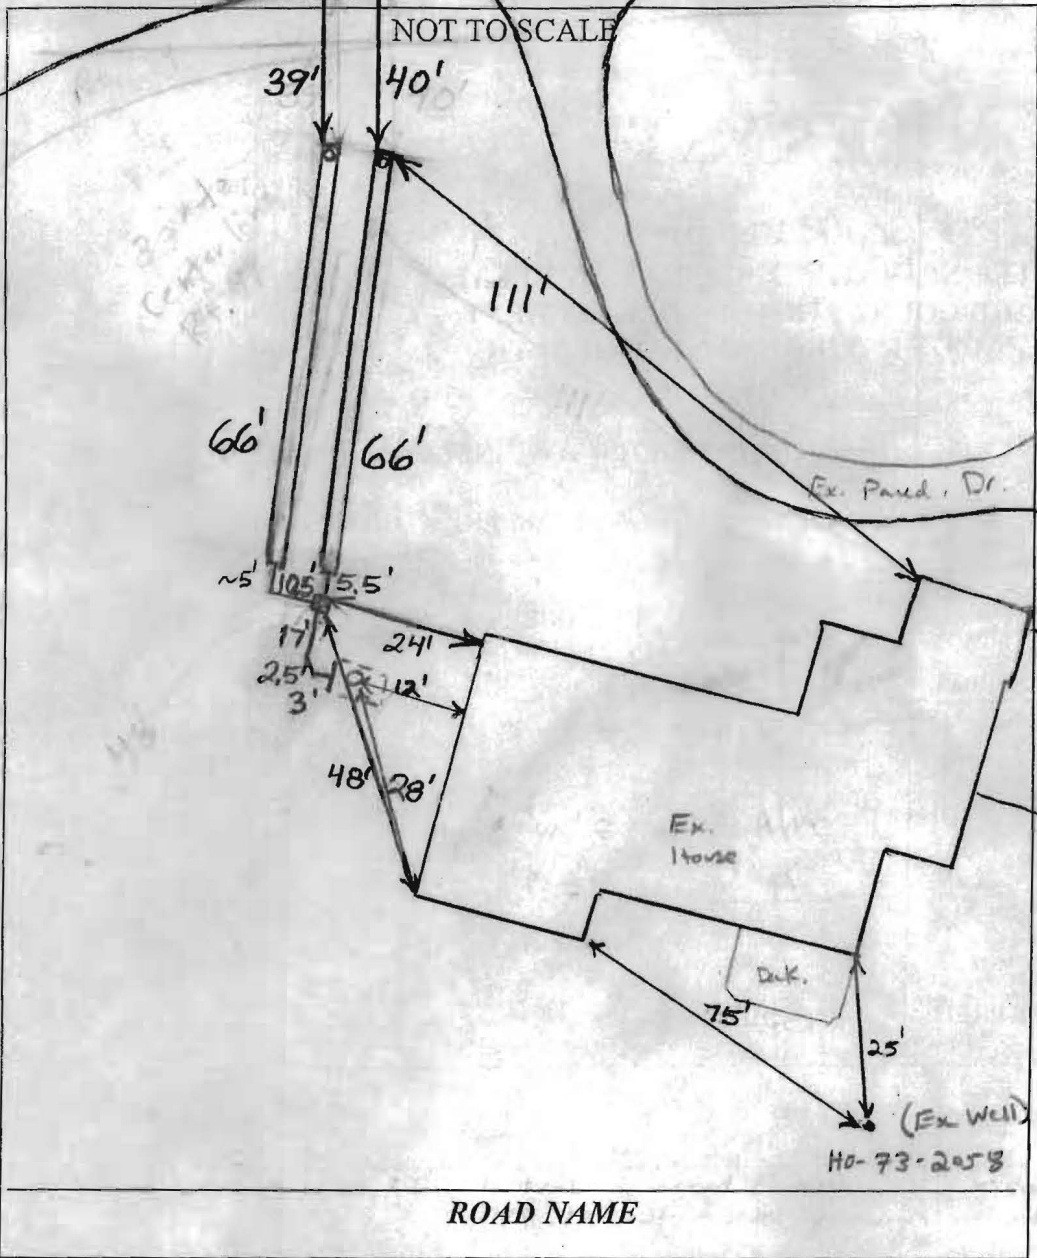 NOT TO SCALE
39'
40'
111'
66'
66'
Ex. Paved. Dr.
~5'
10.5'
5.5'
17'
24'
2.5'
3'
12'
48'
28'
Ex.
House
Deck.
75'
25'
(Ex Well)
HO-73-2058
ROAD NAME